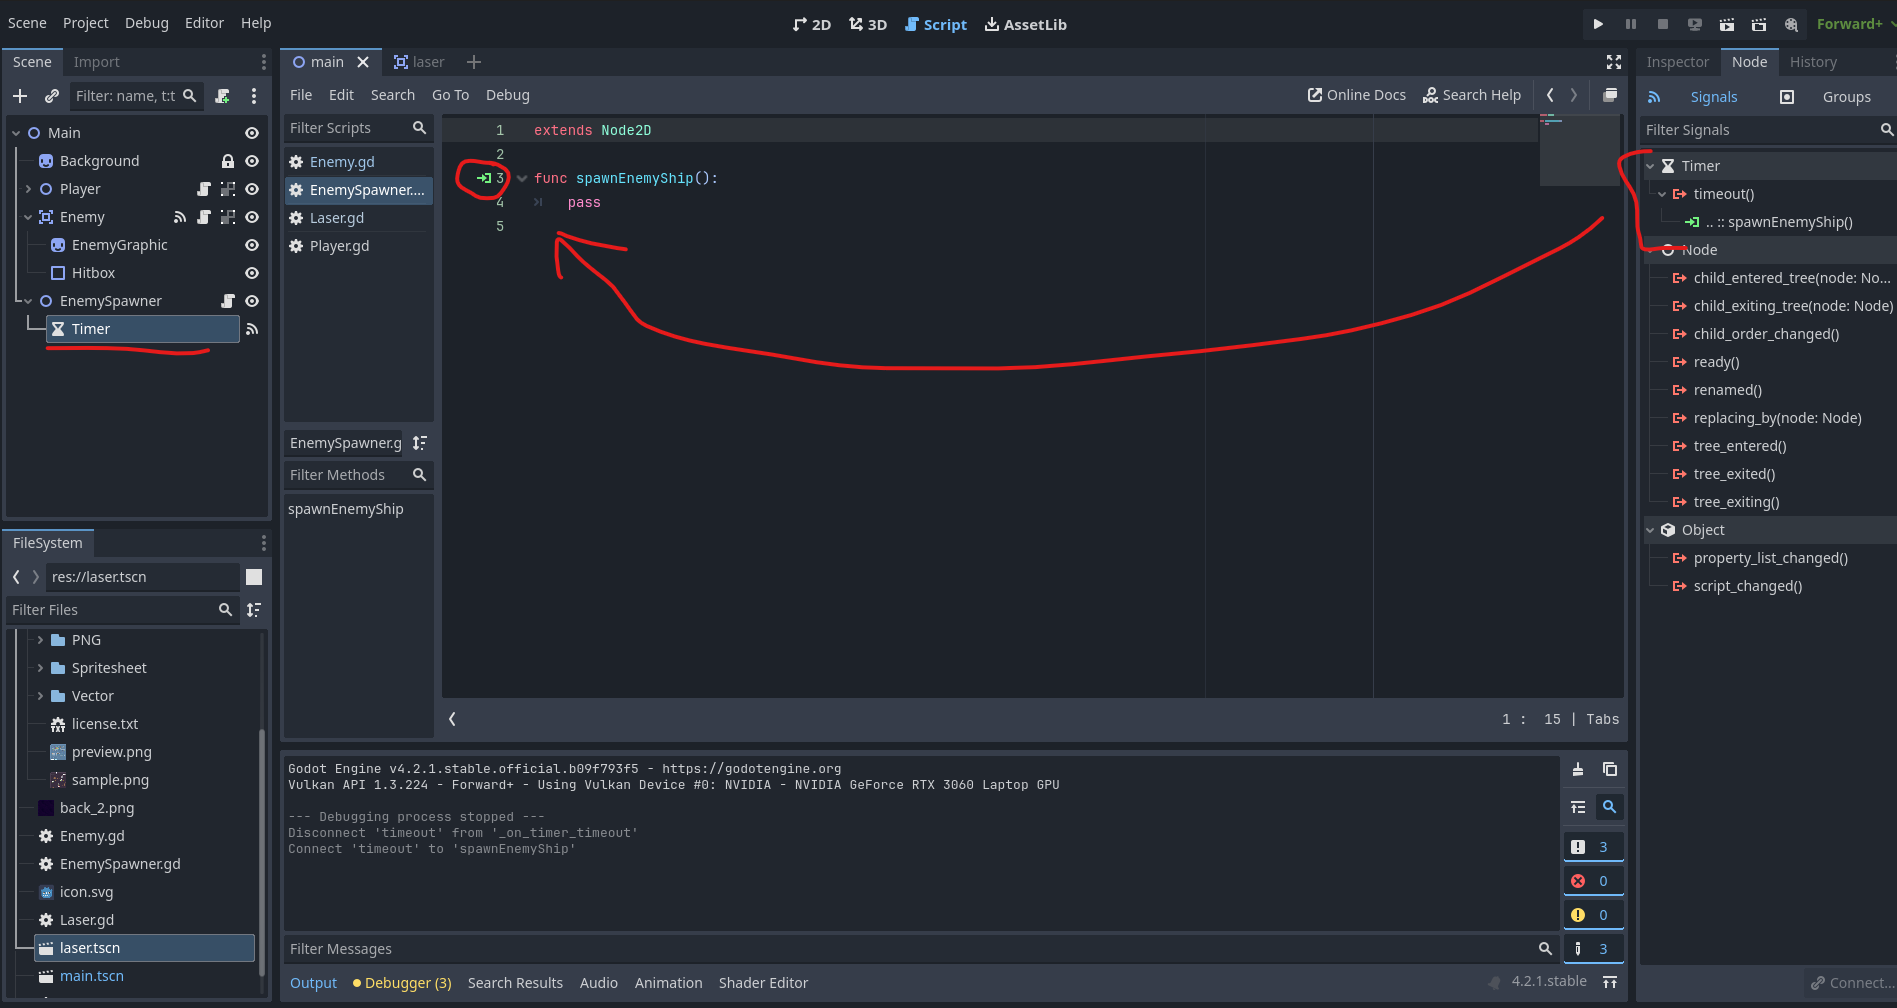 Scene Project Debug Editor Help
2D 3D Script AssetLib
Forward+
Scene Import
Filter: name, t:t
Main
Background
Player
Enemy
EnemyGraphic
Hitbox
EnemySpawner
Timer
FileSystem
res://laser.tscn
Filter Files
PNG
Spritesheet
Vector
license.txt
preview.png
sample.png
back_2.png
Enemy.gd
EnemySpawner.gd
icon.svg
Laser.gd
laser.tscn
main.tscn
main laser
File Edit Search Go To Debug
Online Docs Search Help
Filter Scripts
Enemy.gd
EnemySpawner....
Laser.gd
Player.gd
EnemySpawner.g
Filter Methods
spawnEnemyShip
1 extends Node2D
2
3 func spawnEnemyShip():
4 pass
5
1 : 15 | Tabs
Godot Engine v4.2.1.stable.official.b09f793f5 - https://godotengine.org
Vulkan API 1.3.224 - Forward+ - Using Vulkan Device #0: NVIDIA - NVIDIA GeForce RTX 3060 Laptop GPU
--- Debugging process stopped ---
Disconnect 'timeout' from '_on_timer_timeout'
Connect 'timeout' to 'spawnEnemyShip'
3
0
0
3
Filter Messages
Output Debugger (3) Search Results Audio Animation Shader Editor
4.2.1.stable
Inspector Node History
Signals Groups
Filter Signals
Timer
timeout()
.. :: spawnEnemyShip()
Node
child_entered_tree(node: No...
child_exiting_tree(node: Node)
child_order_changed()
ready()
renamed()
replacing_by(node: Node)
tree_entered()
tree_exited()
tree_exiting()
Object
property_list_changed()
script_changed()
Connect...